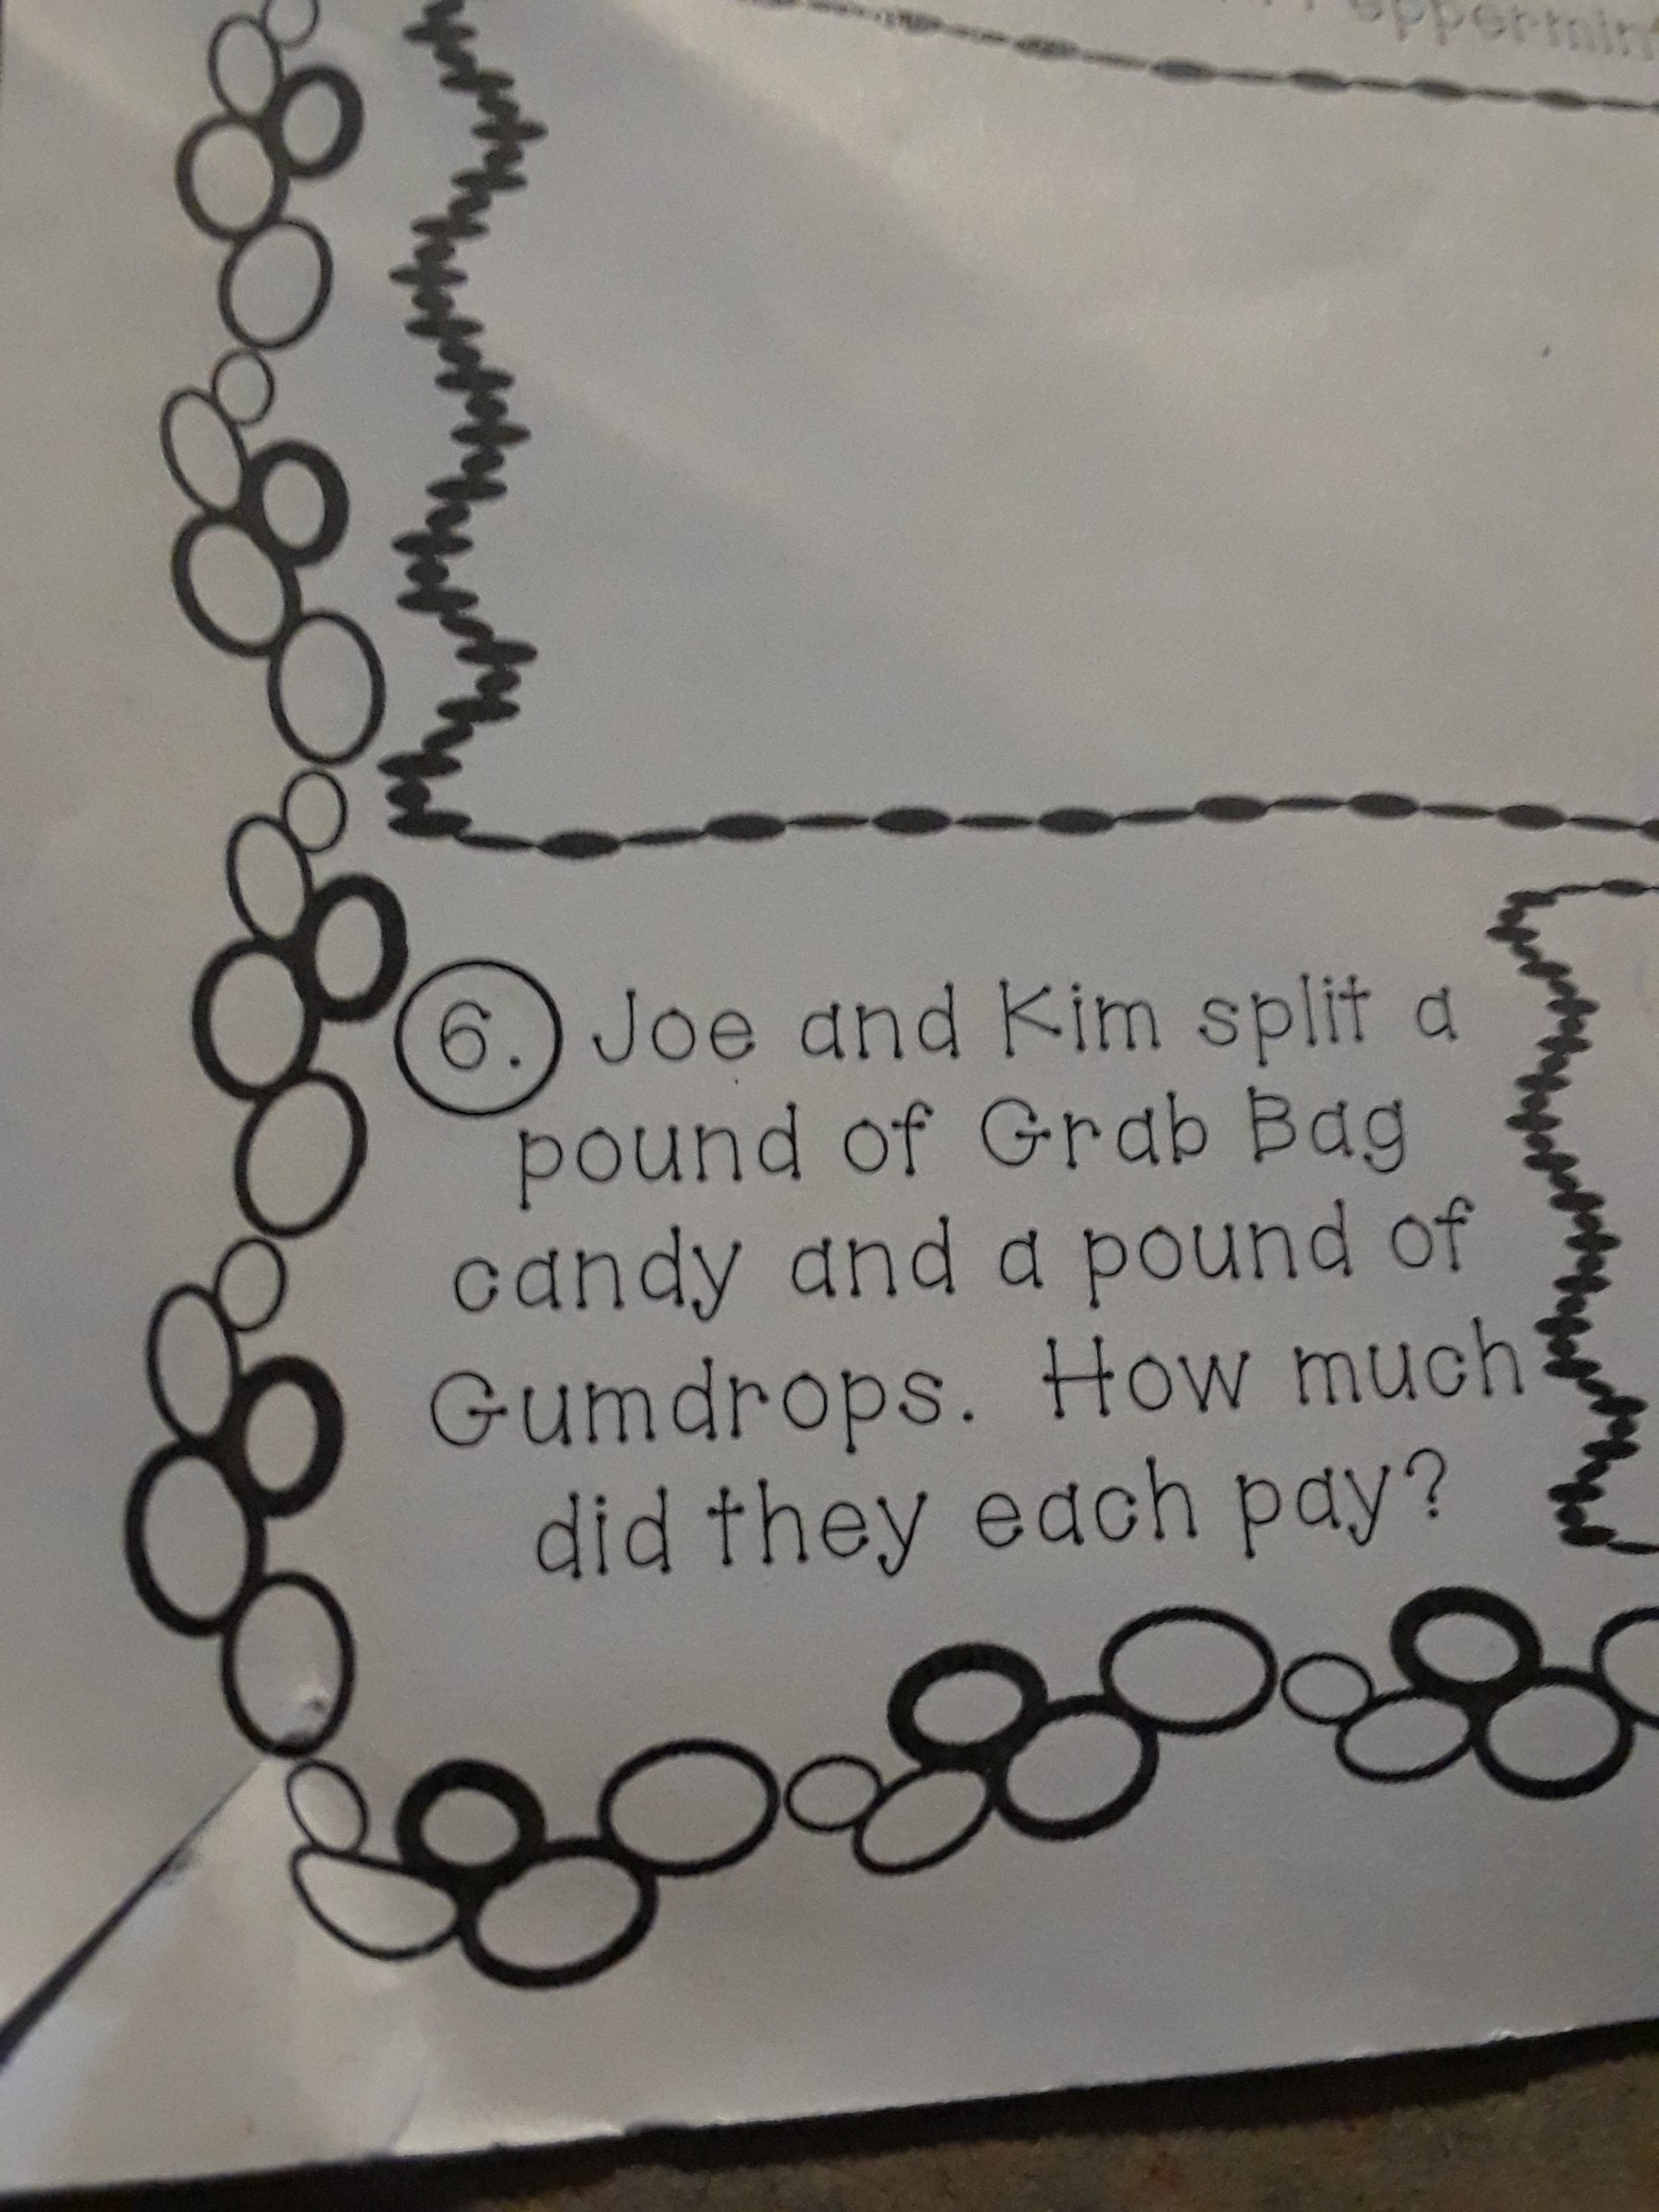 6. Joe and Kim split a
pound of Grab Bag
candy and a pound of
Gumdrops. How much
did they each pay?